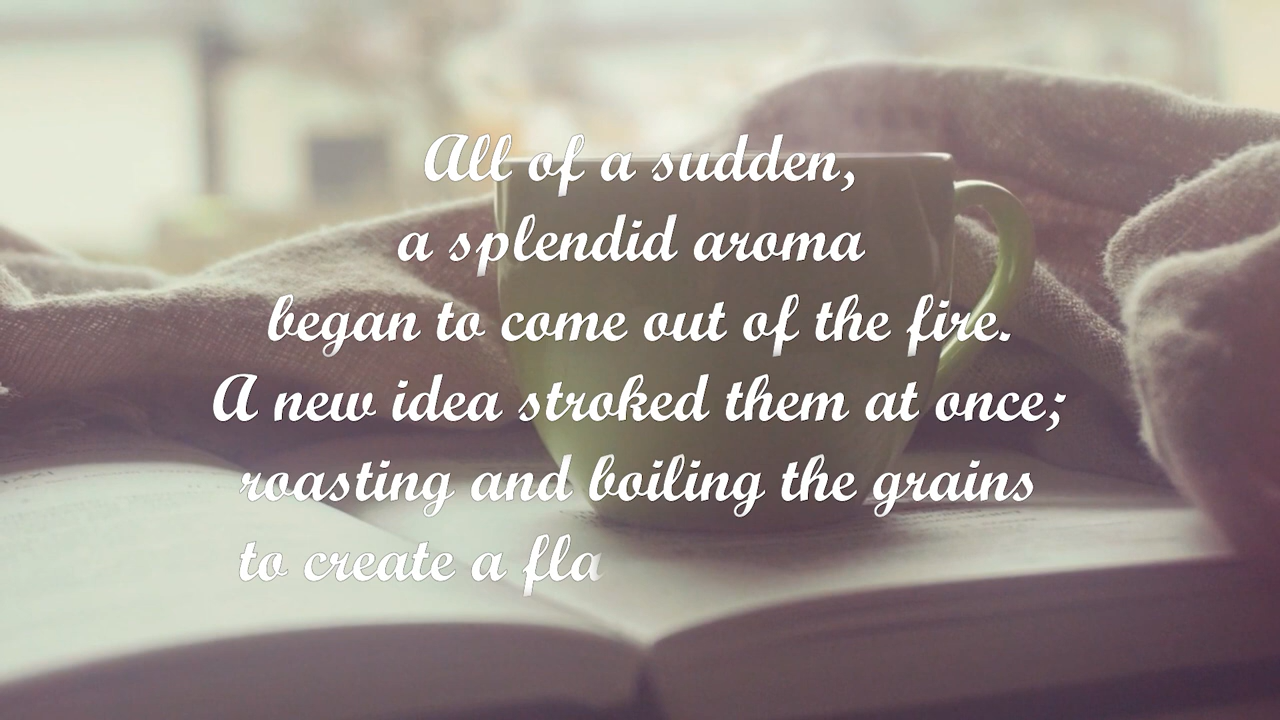 All of a sudden,
a splendid aroma
began to come out of the fire.
A new idea stroked them at once;
roasting and boiling the grains
to create a fla